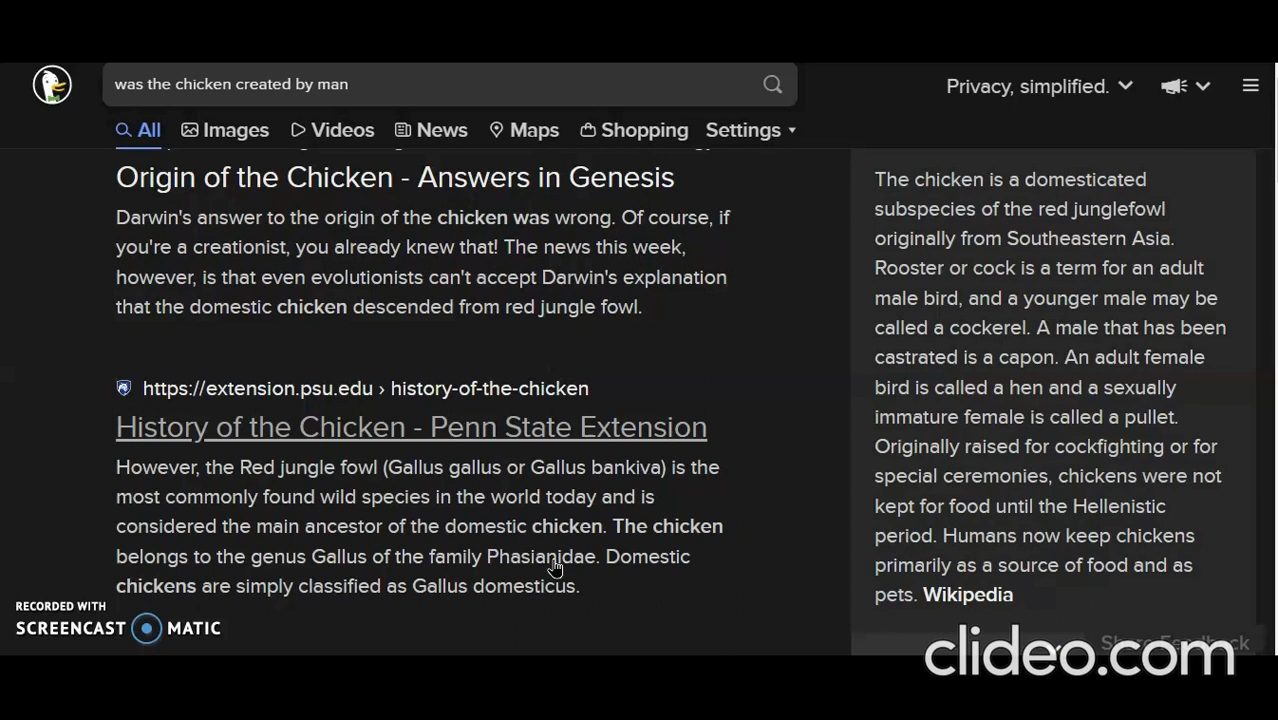 was the chicken created by man
Privacy, simplified.
All
Images
Videos
News
Maps
Shopping
Settings
Origin of the Chicken - Answers in Genesis
Darwin's answer to the origin of the chicken was wrong. Of course, if
you're a creationist, you already knew that! The news this week,
however, is that even evolutionists can't accept Darwin's explanation
that the domestic chicken descended from red jungle fowl.
https://extension.psu.edu › history-of-the-chicken
History of the Chicken - Penn State Extension
However, the Red jungle fowl (Gallus gallus or Gallus bankiva) is the
most commonly found wild species in the world today and is
considered the main ancestor of the domestic chicken. The chicken
belongs to the genus Gallus of the family Phasianidae. Domestic
chickens are simply classified as Gallus domesticus.
The chicken is a domesticated
subspecies of the red junglefowl
originally from Southeastern Asia.
Rooster or cock is a term for an adult
male bird, and a younger male may be
called a cockerel. A male that has been
castrated is a capon. An adult female
bird is called a hen and a sexually
immature female is called a pullet.
Originally raised for cockfighting or for
special ceremonies, chickens were not
kept for food until the Hellenistic
period. Humans now keep chickens
primarily as a source of food and as
pets. Wikipedia
Share Feedback
RECORDED WITH
SCREENCAST MATIC
clideo.com